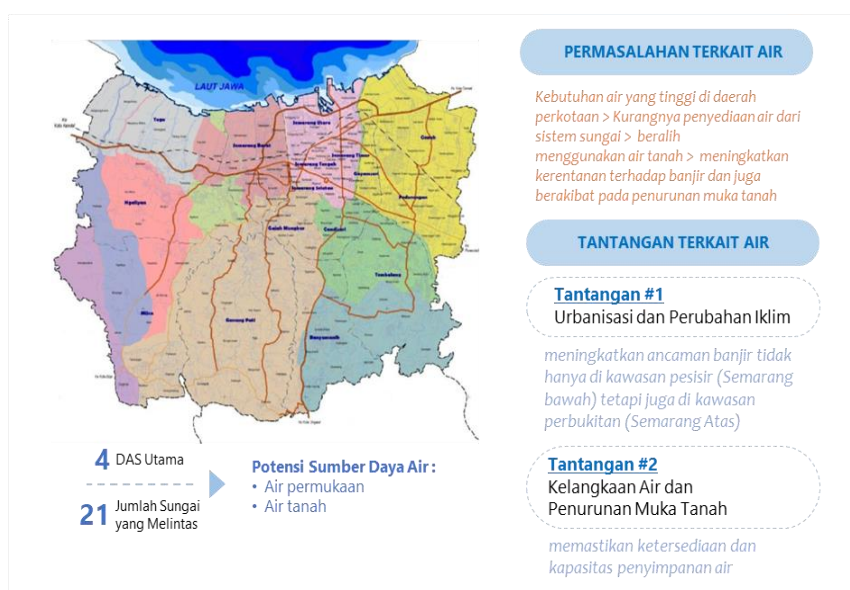 LAUT JAWA
Tugu
Semarang Utara
Semarang Barat
Semarang Timur
Semarang Tengah
Genuk
Gayamsari
Semarang Selatan
Pedurungan
Ngaliyan
Gajah Mungkur
Candisari
Tembalang
Mijen
Gunung Pati
Banyumanik
4 DAS Utama
21 Jumlah Sungai
yang Melintas
Potensi Sumber Daya Air :
• Air permukaan
• Air tanah
PERMASALAHAN TERKAIT AIR
Kebutuhan air yang tinggi di daerah
perkotaan > Kurangnya penyediaan air dari
sistem sungai > beralih
menggunakan air tanah > meningkatkan
kerentanan terhadap banjir dan juga
berakibat pada penurunan muka tanah
TANTANGAN TERKAIT AIR
Tantangan #1
Urbanisasi dan Perubahan Iklim
meningkatkan ancaman banjir tidak
hanya di kawasan pesisir (Semarang
bawah) tetapi juga di kawasan
perbukitan (Semarang Atas)
Tantangan #2
Kelangkaan Air dan
Penurunan Muka Tanah
memastikan ketersediaan dan
kapasitas penyimpanan air